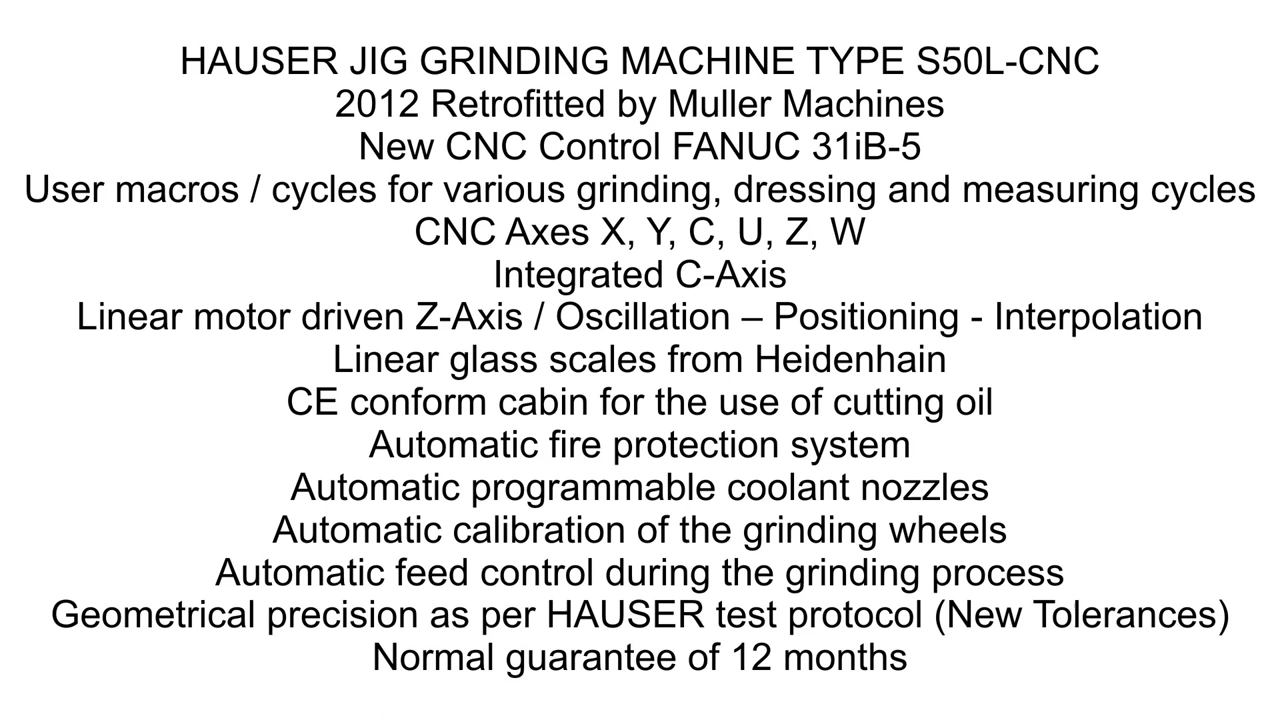 HAUSER JIG GRINDING MACHINE TYPE S50L-CNC
2012 Retrofitted by Muller Machines
New CNC Control FANUC 31iB-5
User macros / cycles for various grinding, dressing and measuring cycles
CNC Axes X, Y, C, U, Z, W
Integrated C-Axis
Linear motor driven Z-Axis / Oscillation – Positioning - Interpolation
Linear glass scales from Heidenhain
CE conform cabin for the use of cutting oil
Automatic fire protection system
Automatic programmable coolant nozzles
Automatic calibration of the grinding wheels
Automatic feed control during the grinding process
Geometrical precision as per HAUSER test protocol (New Tolerances)
Normal guarantee of 12 months